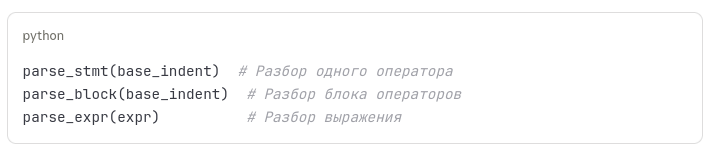 python
parse_stmt(base_indent)  # Разбор одного оператора
parse_block(base_indent)  # Разбор блока операторов
parse_expr(expr)          # Разбор выражения